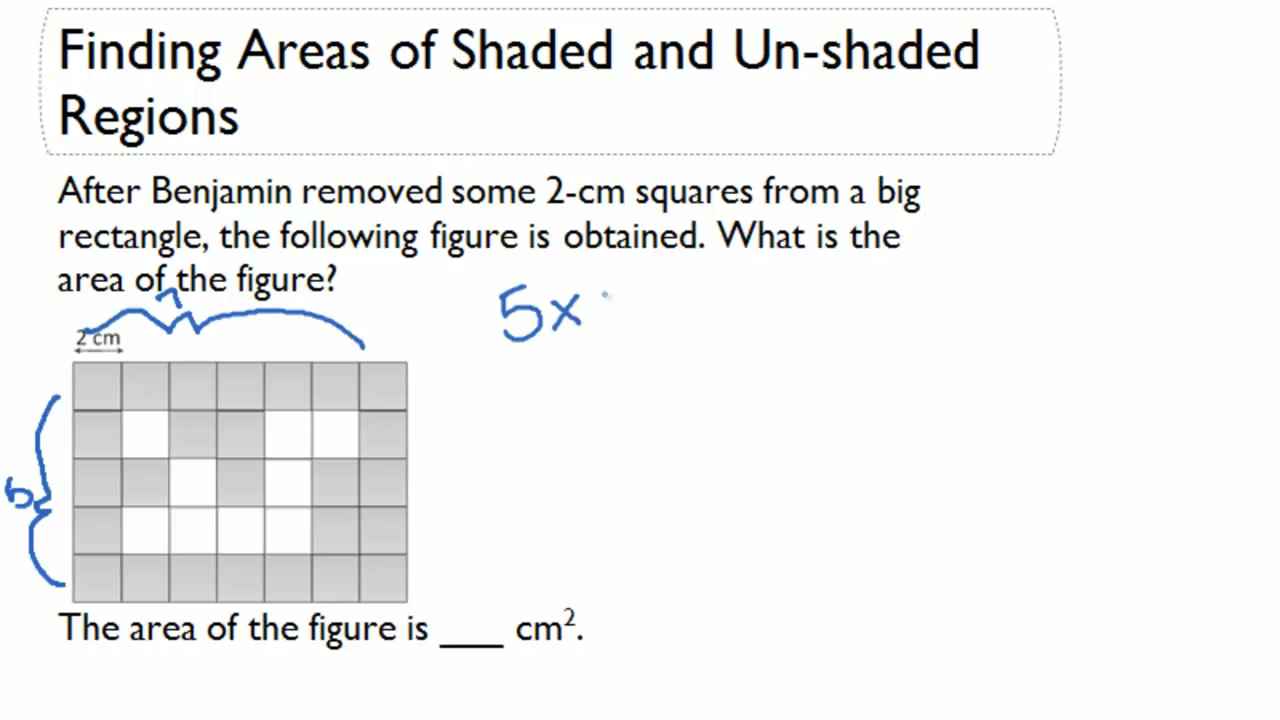 Finding Areas of Shaded and Un-shaded
Regions
After Benjamin removed some 2-cm squares from a big
rectangle, the following figure is obtained. What is the
area of the figure?
7
5x
2 cm
5
The area of the figure is ___ cm².